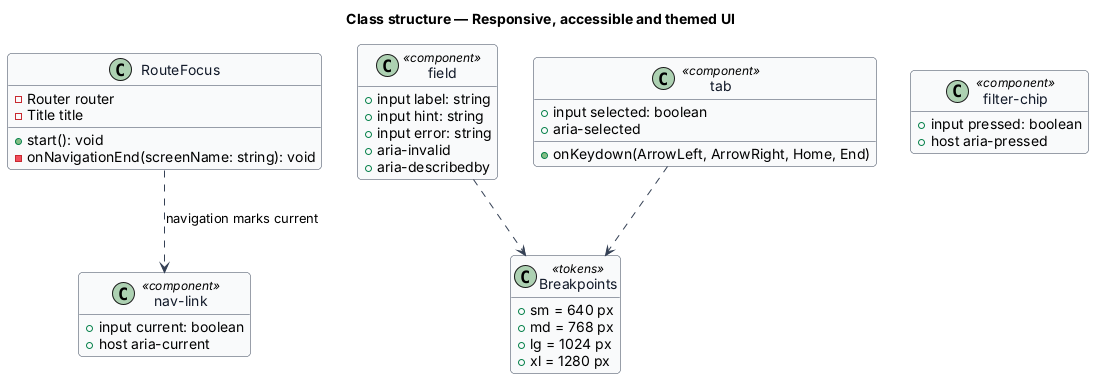 Class structure — Responsive, accessible and themed UI
C RouteFocus
Router router
Title title
start(): void
onNavigationEnd(screenName: string): void
C «component»
field
input label: string
input hint: string
input error: string
aria-invalid
aria-describedby
C «component»
tab
input selected: boolean
aria-selected
onKeydown(ArrowLeft, ArrowRight, Home, End)
C «component»
filter-chip
input pressed: boolean
host aria-pressed
navigation marks current
C «component»
nav-link
input current: boolean
host aria-current
C «tokens»
Breakpoints
sm = 640 px
md = 768 px
lg = 1024 px
xl = 1280 px